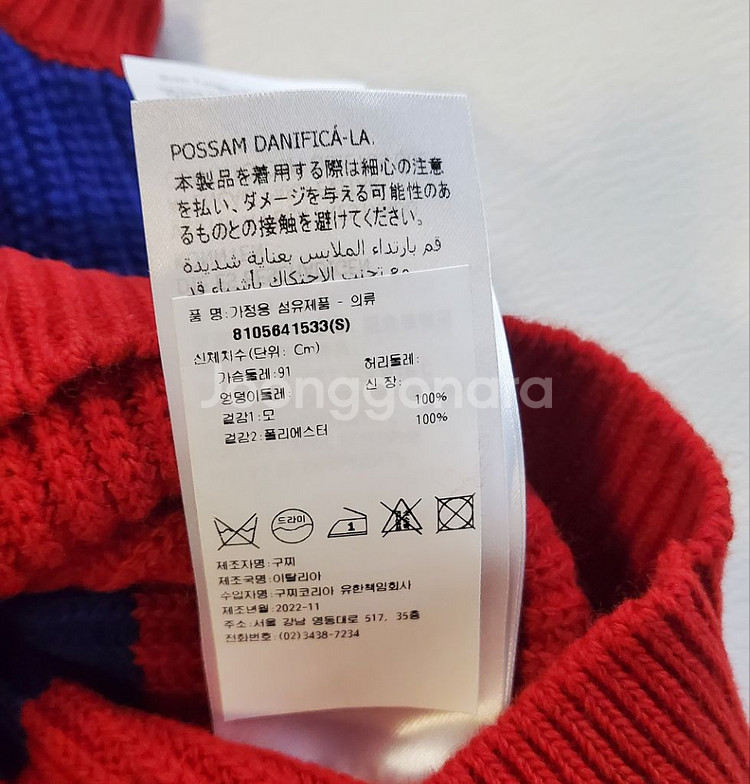 POSSAM DANIFICÁ-LA.
本製品を着用する際は細心の注意
を払い、ダメージを与える可能性のあ
るものとの接触を避けてください。
قم بارتداء الملابس بعناية شديدة
مع تجنب الاحتكاك بأشياء قد
품 명:가정용 섬유제품 - 의류
8105641533(S)
신체치수(단위: Cm)
가슴둘레:91 허리둘레:
엉덩이둘레: 신 장:
겉감1:모 100%
겉감2:폴리에스터 100%
드라이
1
제조자명:구찌
제조국명:이탈리아
수입자명:구찌코리아 유한책임회사
제조년월:2022-11
주소:서울 강남 영동대로 517, 35층
전화번호:(02)3438-7234
Joonggonara